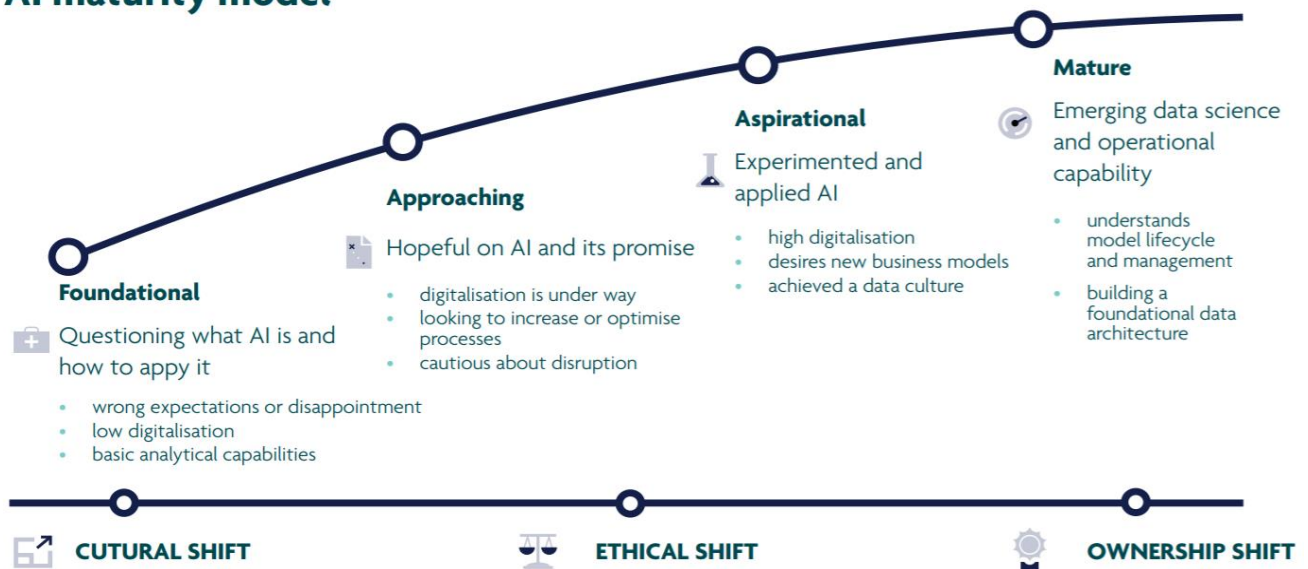 AI maturity model
Foundational
Questioning what AI is and
how to appy it
• wrong expectations or disappointment
• low digitalisation
• basic analytical capabilities
Approaching
Hopeful on AI and its promise
• digitalisation is under way
• looking to increase or optimise
processes
• cautious about disruption
Aspirational
Experimented and
applied AI
• high digitalisation
• desires new business models
• achieved a data culture
Mature
Emerging data science
and operational
capability
• understands
model lifecycle
and management
• building a
foundational data
architecture
CUTURAL SHIFT
ETHICAL SHIFT
OWNERSHIP SHIFT